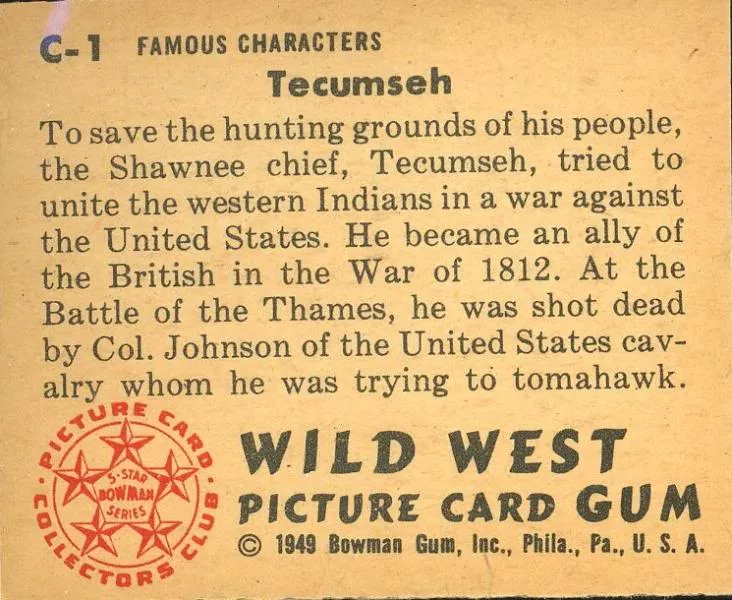 C-1 FAMOUS CHARACTERS
Tecumseh
To save the hunting grounds of his people,
the Shawnee chief, Tecumseh, tried to
unite the western Indians in a war against
the United States. He became an ally of
the British in the War of 1812. At the
Battle of the Thames, he was shot dead
by Col. Johnson of the United States cav-
alry whom he was trying to tomahawk.
PICTURE CARD
COLLECTORS CLUB
5-STAR
BOWMAN
SERIES
WILD WEST
PICTURE CARD GUM
© 1949 Bowman Gum, Inc., Phila., Pa., U. S. A.